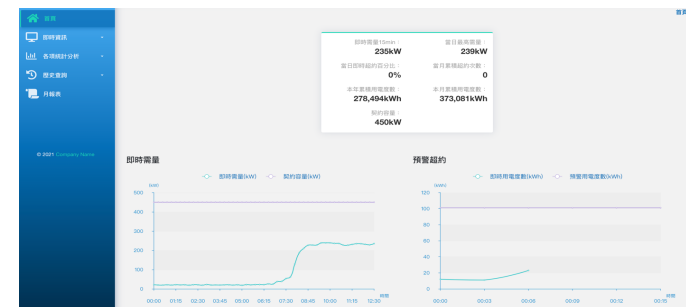 首頁
首頁
即時資訊
各項統計分析
歷史查詢
月報表
© 2021 Company Name
即時需量15min：
235kW
當日最高需量：
239kW
當日即時超約百分比：
0%
當月累積超約次數：
0
本年累積用電度數：
278,494kWh
本月累積用電度數：
373,081kWh
契約容量：
450kW
即時需量
即時需量(kW) 契約容量(kW)
(kW)
500
400
300
200
100
0
00:00 01:15 02:30 03:45 05:00 06:15 07:30 08:45 10:00 11:15 12:30
時間
預警超約
即時用電度數(kWh) 預警用電度數(kWh)
(kWh)
120
100
80
60
40
20
0
00:00 00:03 00:06 00:09 00:12 00:15
時間